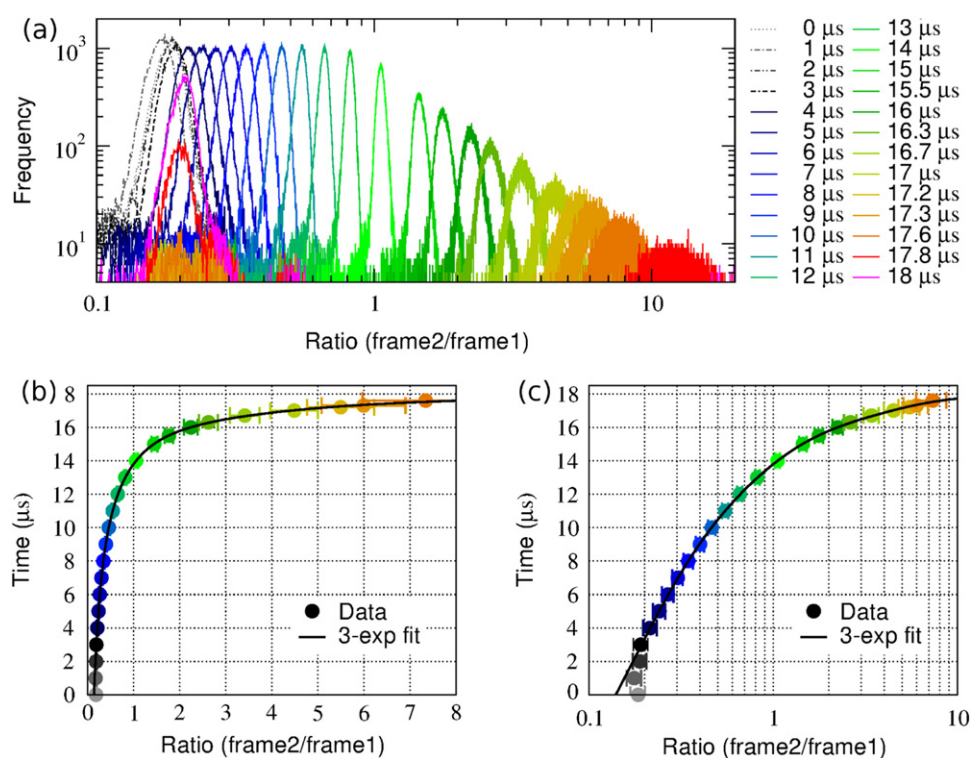 (a)
Frequency
10³
10²
10¹
0.1
1
10
Ratio (frame2/frame1)
0 μs
1 μs
2 μs
3 μs
4 μs
5 μs
6 μs
7 μs
8 μs
9 μs
10 μs
11 μs
12 μs
13 μs
14 μs
15 μs
15.5 μs
16 μs
16.3 μs
16.7 μs
17 μs
17.2 μs
17.3 μs
17.6 μs
17.8 μs
18 μs
(b)
Time (μs)
18
16
14
12
10
8
6
4
2
0
0 1 2 3 4 5 6 7 8
Ratio (frame2/frame1)
Data
3-exp fit
(c)
Time (μs)
18
16
14
12
10
8
6
4
2
0
0.1 1 10
Ratio (frame2/frame1)
Data
3-exp fit